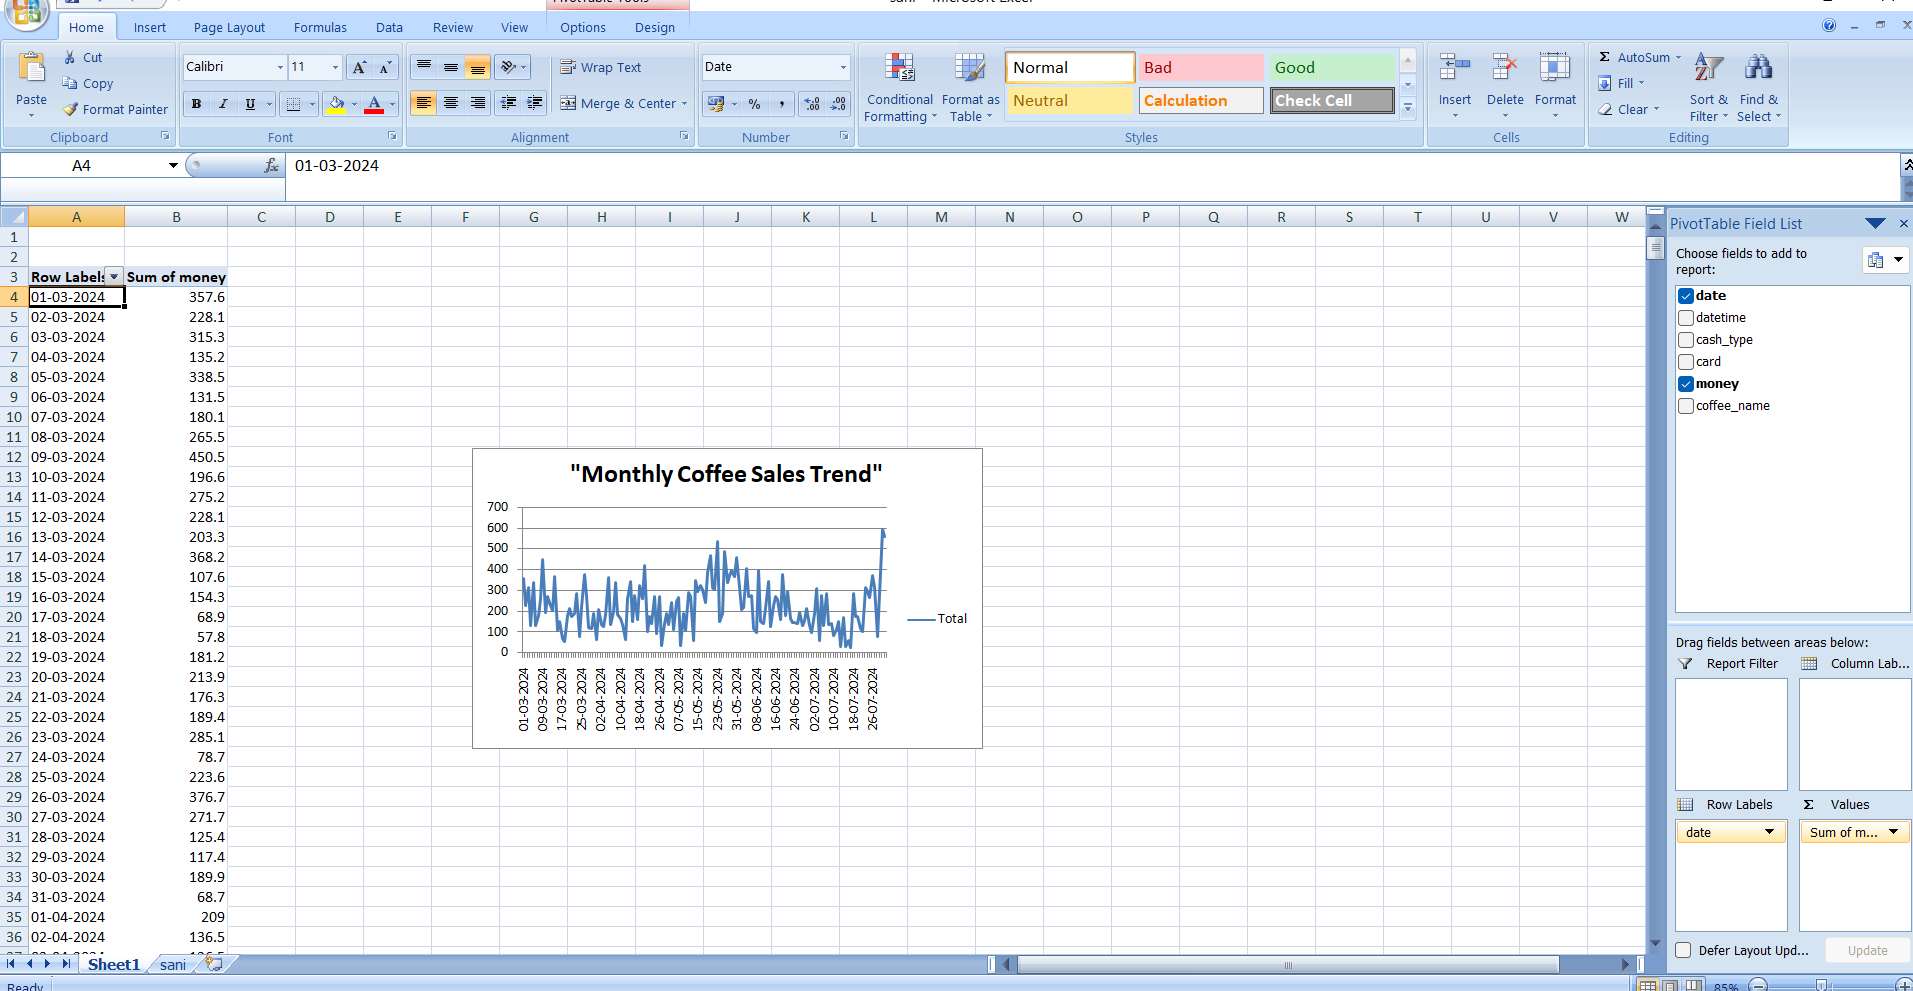 PivotTable Tools
sani - Microsoft Excel
Home Insert Page Layout Formulas Data Review View Options Design
Paste
Cut
Copy
Format Painter
Clipboard
Calibri 11
B I U A
Font
Wrap Text
Merge & Center
Alignment
Date
% ,
Number
Conditional Formatting
Format as Table
Normal Bad Good
Neutral Calculation Check Cell
Styles
Insert Delete Format
Cells
Σ AutoSum
Fill
Clear
Sort & Filter
Find & Select
Editing
A4 fx 01-03-2024
A B C D E F G H I J K L M N O P Q R S T U V W
1
2
3 Row Labels Sum of money
4 01-03-2024 357.6
5 02-03-2024 228.1
6 03-03-2024 315.3
7 04-03-2024 135.2
8 05-03-2024 338.5
9 06-03-2024 131.5
10 07-03-2024 180.1
11 08-03-2024 265.5
12 09-03-2024 450.5
13 10-03-2024 196.6
14 11-03-2024 275.2
15 12-03-2024 228.1
16 13-03-2024 203.3
17 14-03-2024 368.2
18 15-03-2024 107.6
19 16-03-2024 154.3
20 17-03-2024 68.9
21 18-03-2024 57.8
22 19-03-2024 181.2
23 20-03-2024 213.9
24 21-03-2024 176.3
25 22-03-2024 189.4
26 23-03-2024 285.1
27 24-03-2024 78.7
28 25-03-2024 223.6
29 26-03-2024 376.7
30 27-03-2024 271.7
31 28-03-2024 125.4
32 29-03-2024 117.4
33 30-03-2024 189.9
34 31-03-2024 68.7
35 01-04-2024 209
36 02-04-2024 136.5
"Monthly Coffee Sales Trend"
700
600
500
400
300
200
100
0
01-03-2024
09-03-2024
17-03-2024
25-03-2024
02-04-2024
10-04-2024
18-04-2024
26-04-2024
07-05-2024
15-05-2024
23-05-2024
31-05-2024
08-06-2024
16-06-2024
24-06-2024
02-07-2024
10-07-2024
18-07-2024
26-07-2024
Total
PivotTable Field List
Choose fields to add to
report:
date
datetime
cash_type
card
money
coffee_name
Drag fields between areas below:
Report Filter Column Lab...
Row Labels Σ Values
date Sum of m...
Defer Layout Upd... Update
Sheet1 sani
Ready 85%